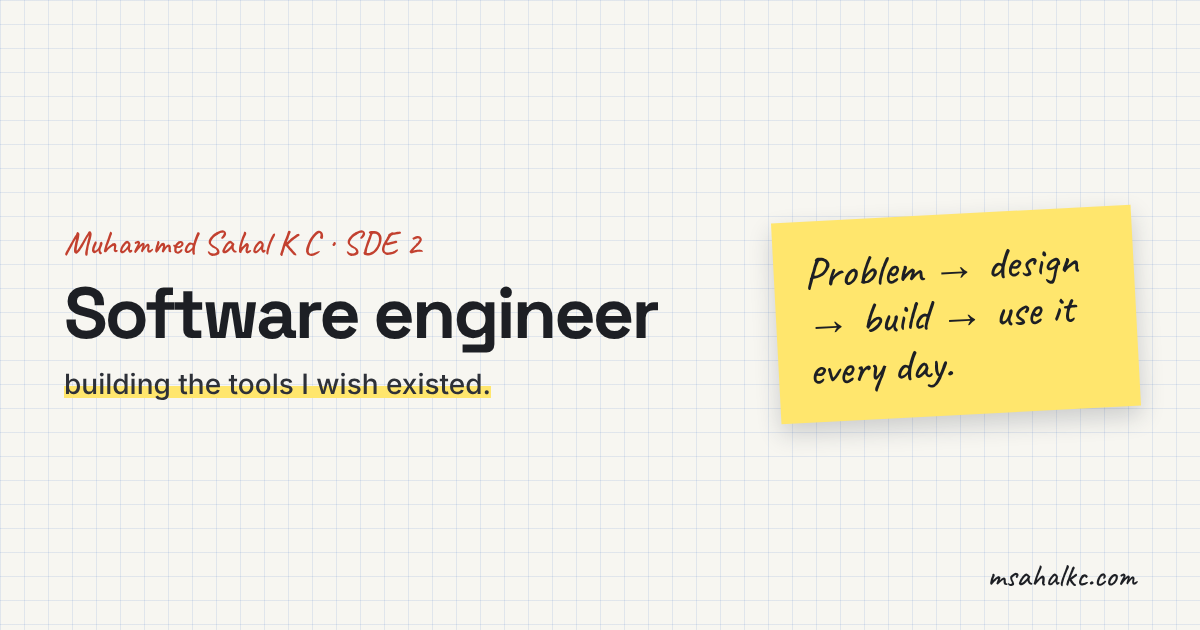 Muhammed Sahal K C · SDE 2
Software engineer
building the tools I wish existed.
Problem → design
→ build → use it
every day.
msahalkc.com